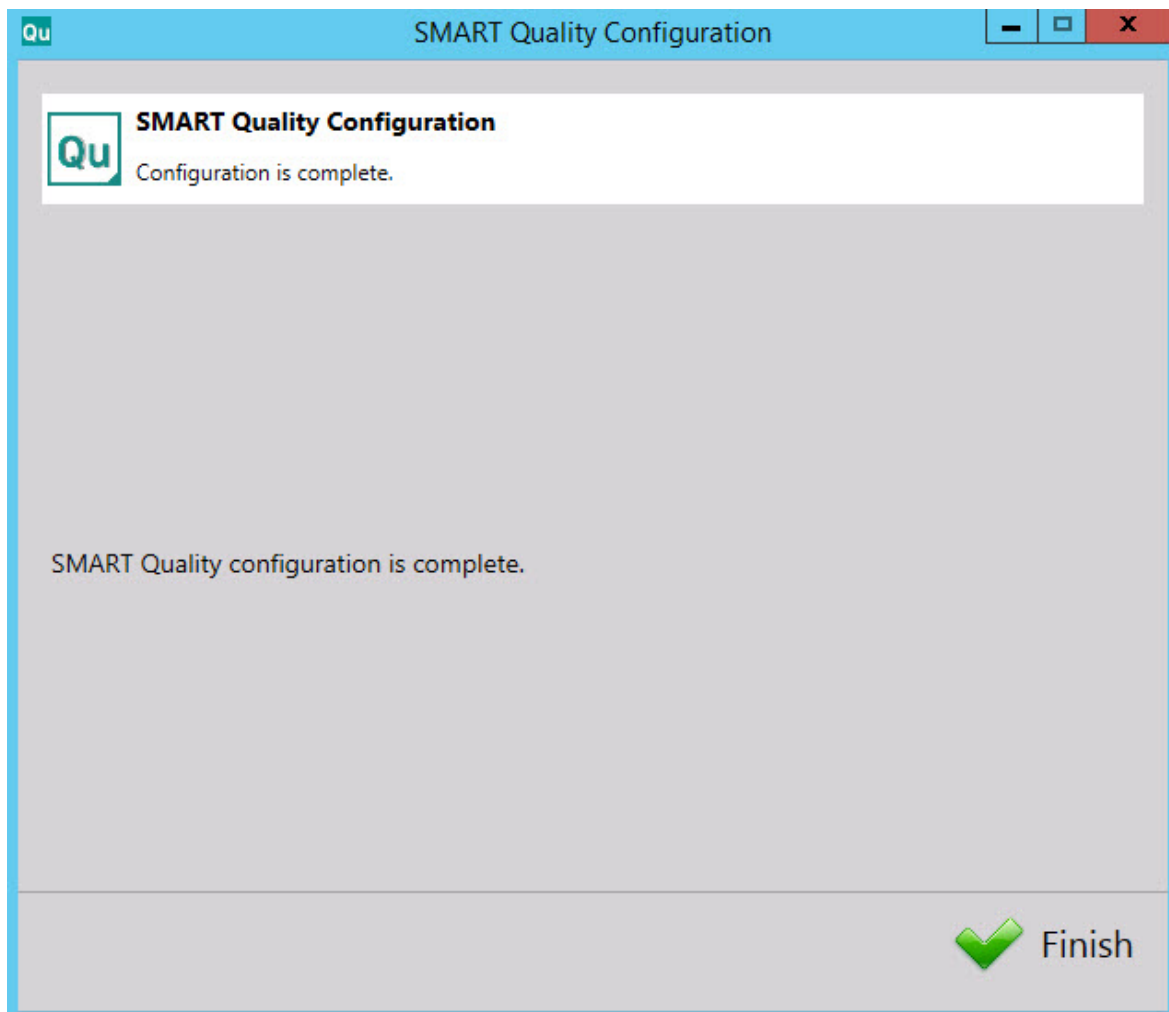 Qu
SMART Quality Configuration
X
Qu
SMART Quality Configuration
Configuration is complete.
SMART Quality configuration is complete.
Finish